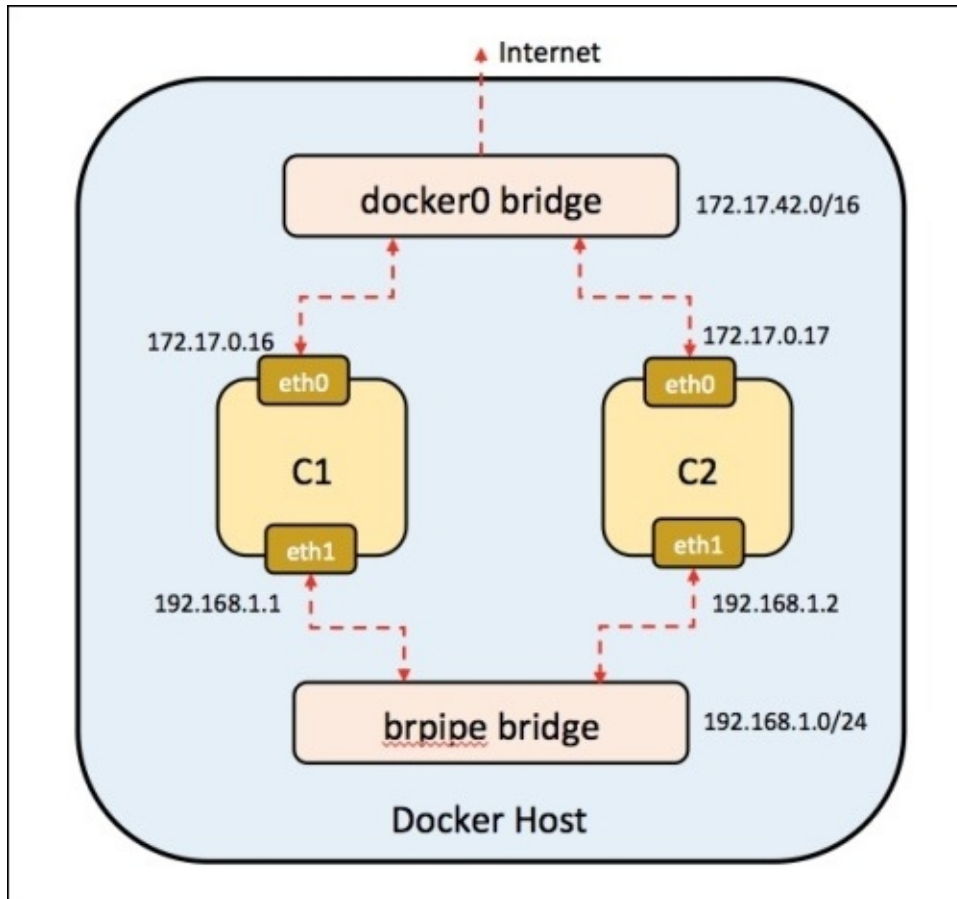 Internet
docker0 bridge
172.17.42.0/16
172.17.0.16
172.17.0.17
eth0
eth0
C1
C2
eth1
eth1
192.168.1.1
192.168.1.2
brpipe bridge
192.168.1.0/24
Docker Host